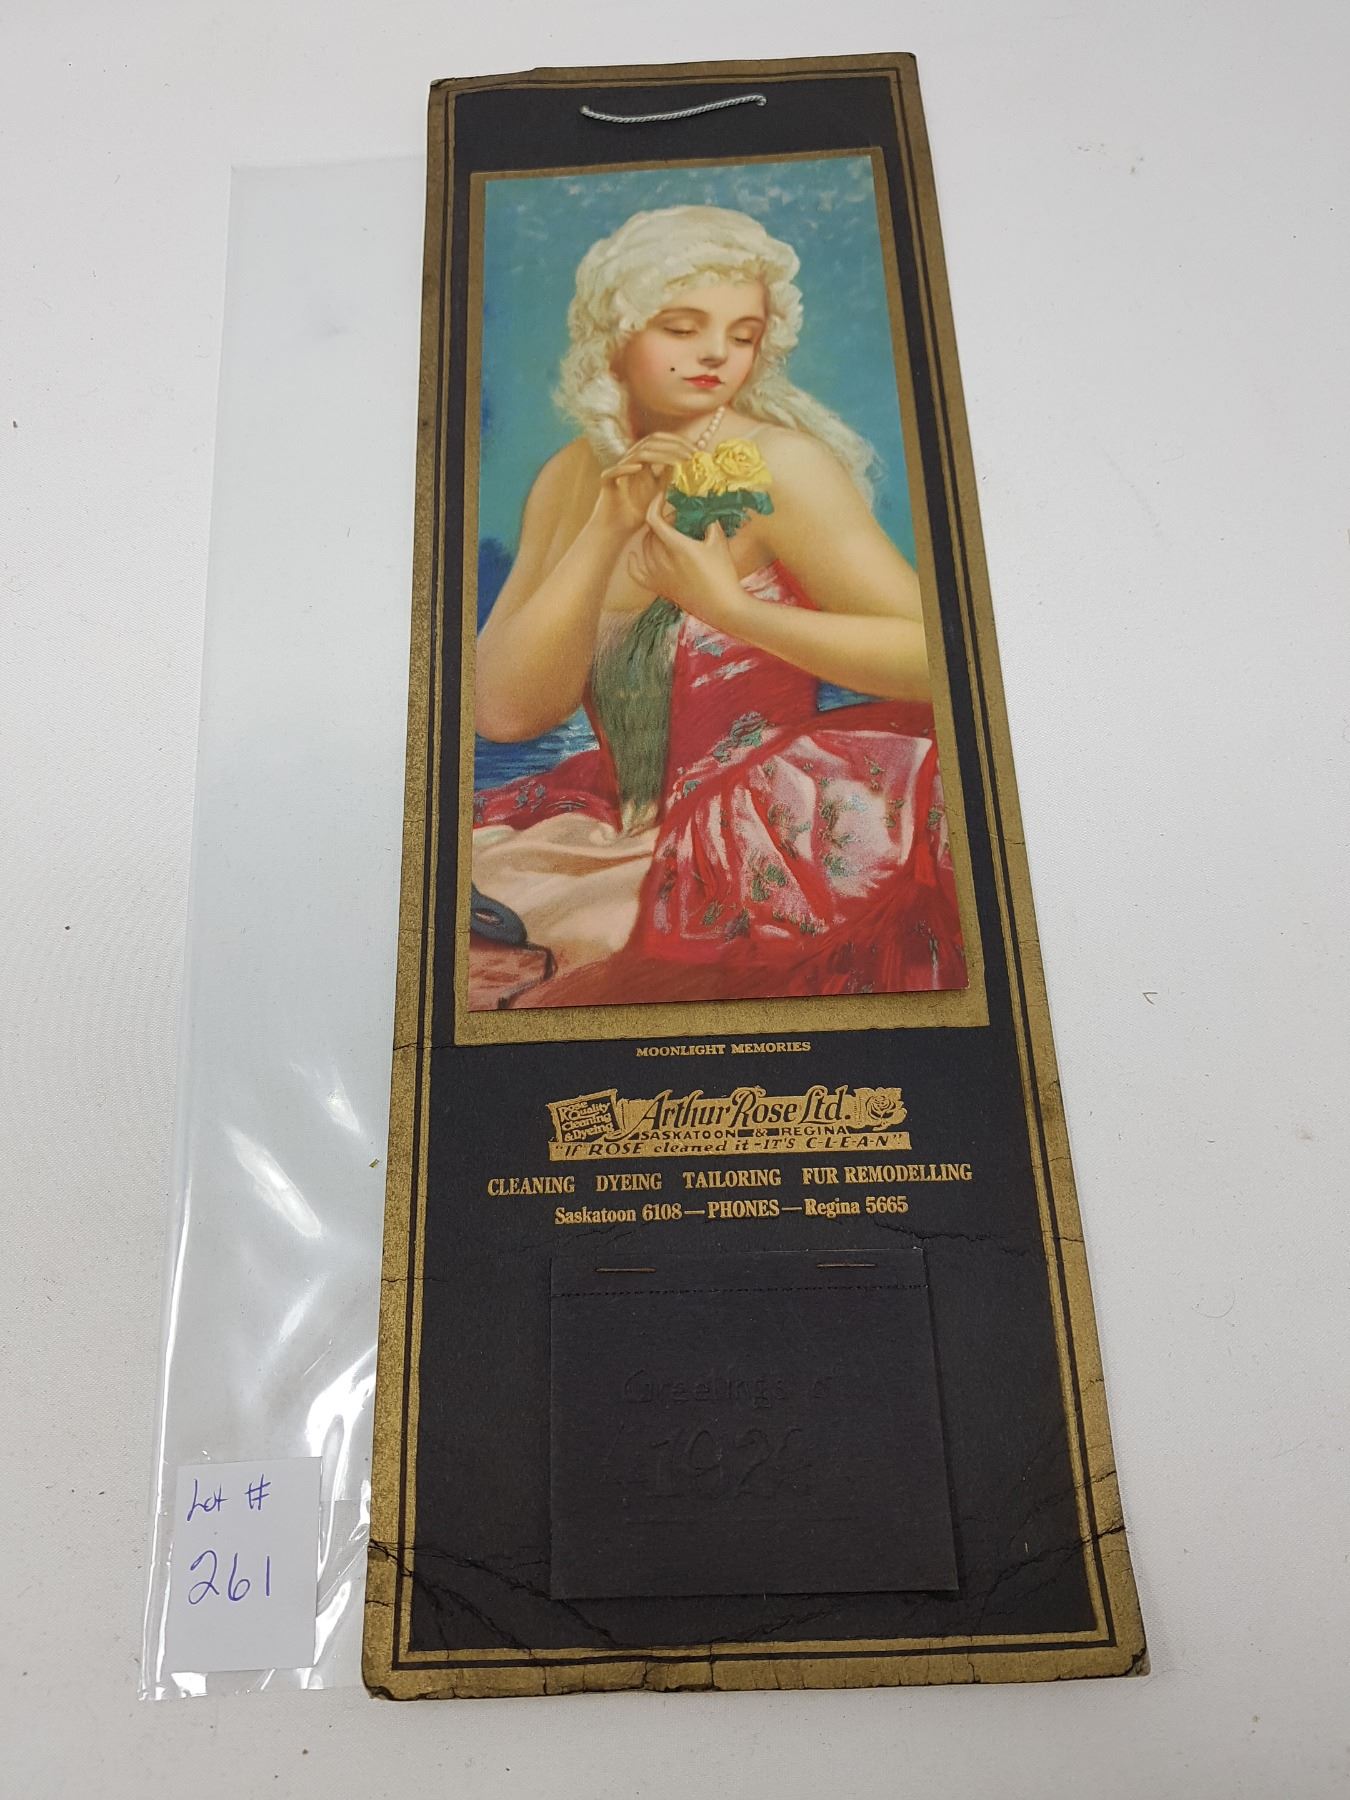 MOONLIGHT MEMORIES
Rose
Quality
Cleaning
& Dyeing
Arthur Rose Ltd.
SASKATOON & REGINA
"If ROSE cleaned it - IT'S C-L-E-A-N"
CLEANING DYEING TAILORING FUR REMODELLING
Saskatoon 6108 — PHONES — Regina 5665
Greetings
Lot #
261